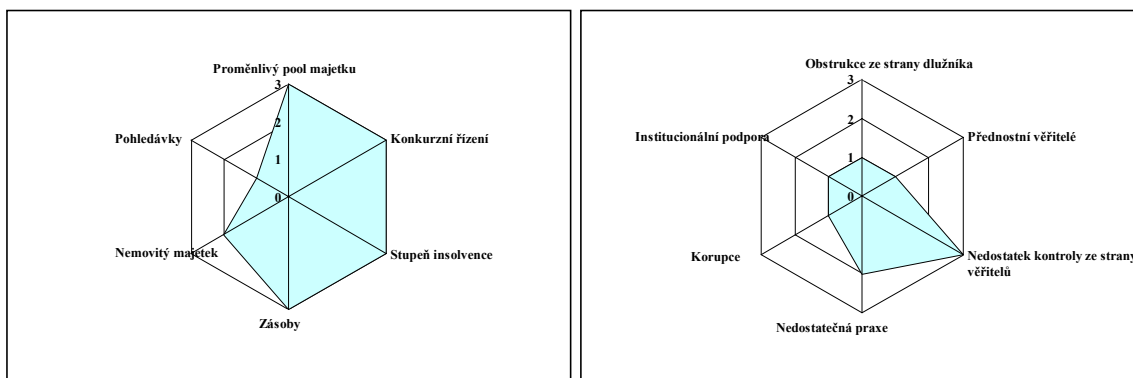 Proměnlivý pool majetku
3
2
1
0
Konkurzní řízení
Stupeň insolvence
Zásoby
Nemovitý majetek
Pohledávky
Obstrukce ze strany dlužníka
3
2
1
0
Přednostní věřitelé
Nedostatek kontroly ze strany
věřitelů
Nedostatečná praxe
Korupce
Institucionální podpora